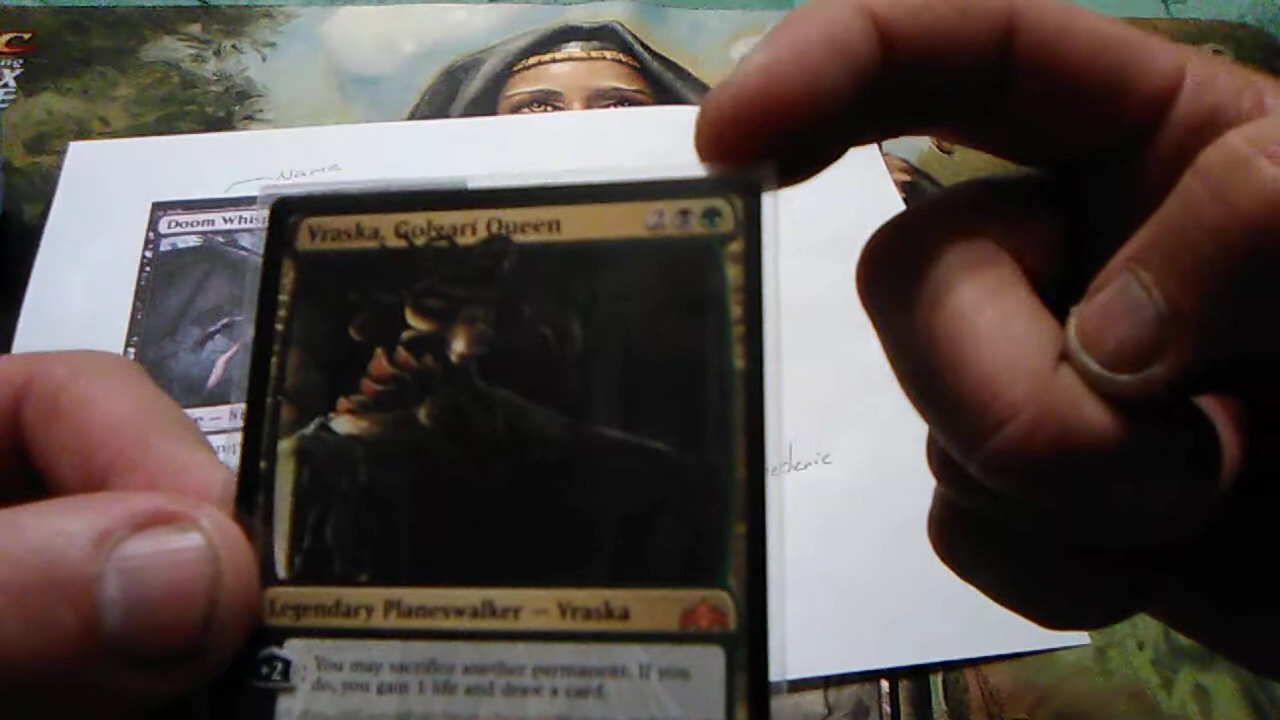 C
X
Name
Doom Whis
Vraska, Golgari Queen
2
Legendary Planeswalker — Vraska
+2: You may sacrifice another permanent. If you
do, you gain 1 life and draw a card.